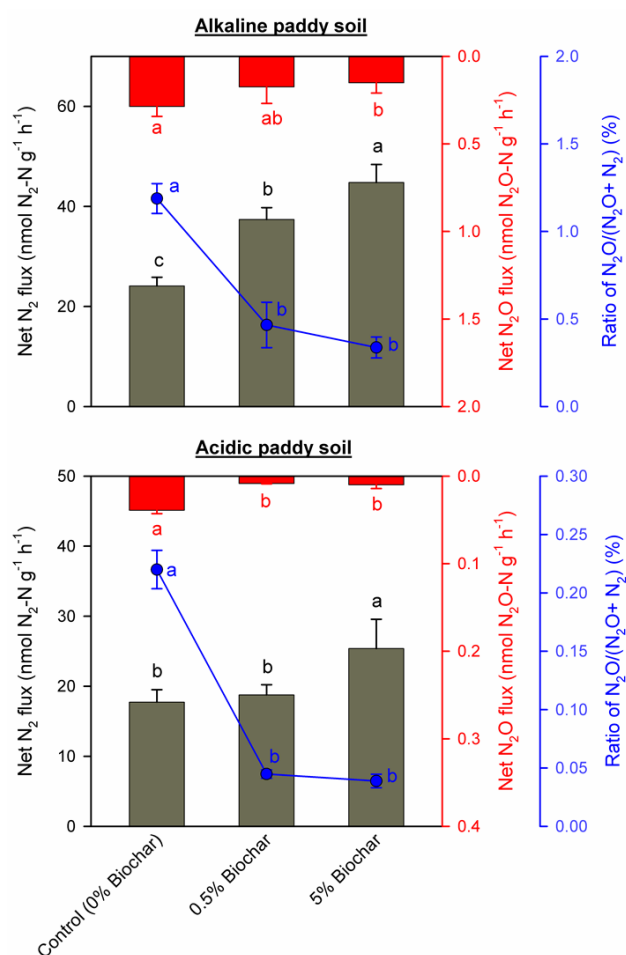 Alkaline paddy soil
Net N₂ flux (nmol N₂-N g⁻¹ h⁻¹)
60
40
20
0
a
ab
b
a
b
c
a
b
b
0.0
0.5
1.0
1.5
2.0
Net N₂O flux (nmol N₂O-N g⁻¹ h⁻¹)
2.0
1.5
1.0
0.5
0.0
Ratio of N₂O/(N₂O+ N₂) (%)
Acidic paddy soil
Net N₂ flux (nmol N₂-N g⁻¹ h⁻¹)
50
40
30
20
10
0
a
b
b
a
a
b
b
b
b
0.0
0.1
0.2
0.3
0.4
Net N₂O flux (nmol N₂O-N g⁻¹ h⁻¹)
0.30
0.25
0.20
0.15
0.10
0.05
0.00
Ratio of N₂O/(N₂O+ N₂) (%)
Control (0% Biochar)
0.5% Biochar
5% Biochar